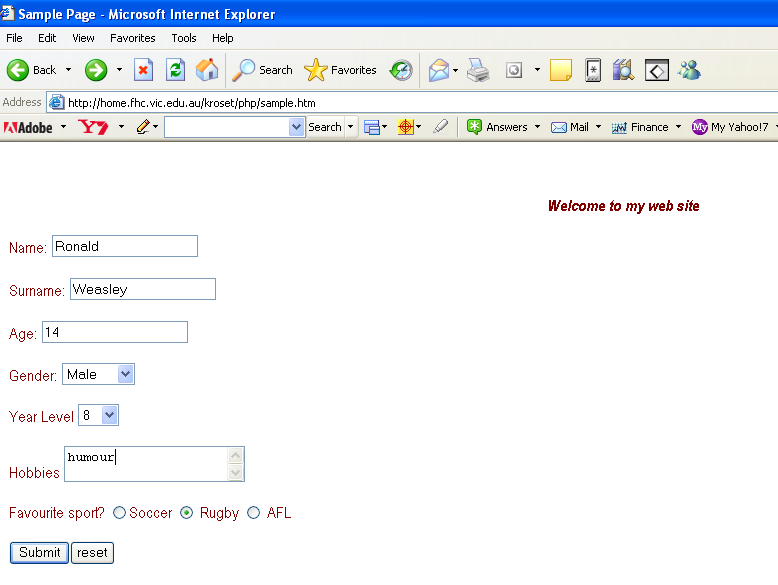 Sample Page - Microsoft Internet Explorer
File Edit View Favorites Tools Help
Back Search Favorites
Address http://home.fhc.vic.edu.au/kroset/php/sample.htm
Adobe Y7 Search Answers Mail Finance My My Yahoo!7
Welcome to my web site
Name: Ronald
Surname: Weasley
Age: 14
Gender: Male
Year Level 8
Hobbies humour
Favourite sport? Soccer Rugby AFL
Submit reset